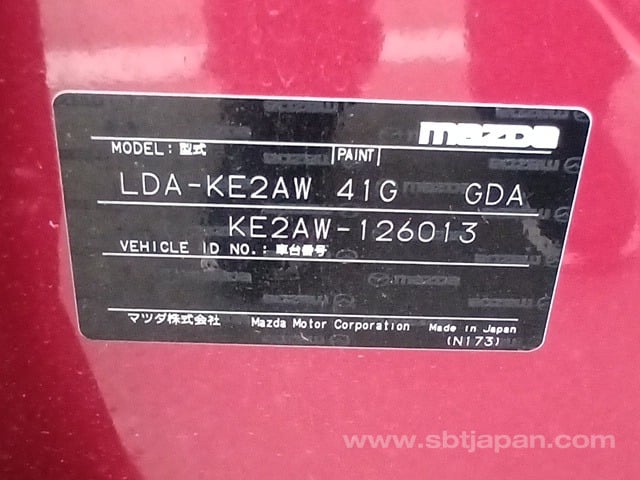 mazda
MODEL: 型式 PAINT
LDA-KE2AW 41G GDA
KE2AW-126013
VEHICLE ID NO.: 車台番号
マツダ株式会社 Mazda Motor Corporation Made in Japan
(N173)
www.sbtjapan.com